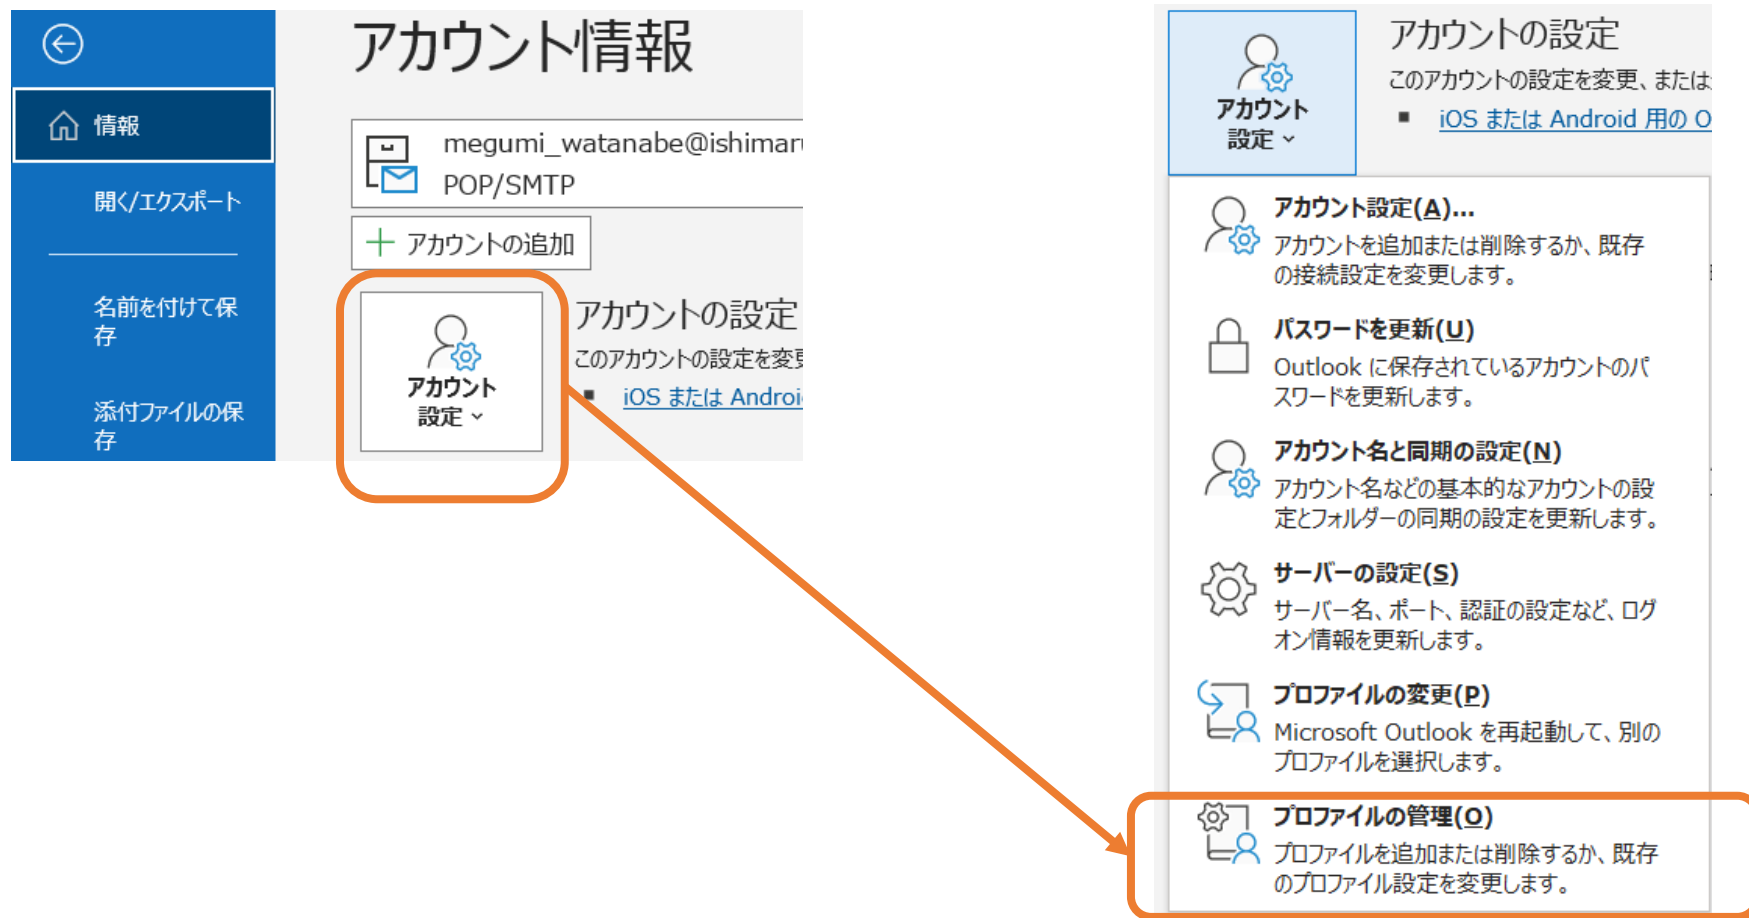 アカウント情報
情報
開く/エクスポート
名前を付けて保
存
添付ファイルの保
存
megumi_watanabe@ishimar
POP/SMTP
アカウントの追加
アカウント
設定
アカウントの設定
このアカウントの設定を変更
iOS または Androi
アカウント
設定
アカウントの設定
このアカウントの設定を変更、または
iOS または Android 用の O
アカウント設定(A)...
アカウントを追加または削除するか、既存
の接続設定を変更します。
パスワードを更新(U)
Outlook に保存されているアカウントのパ
スワードを更新します。
アカウント名と同期の設定(N)
アカウント名などの基本的なアカウントの設
定とフォルダーの同期の設定を更新します。
サーバーの設定(S)
サーバー名、ポート、認証の設定など、ログ
オン情報を更新します。
プロファイルの変更(P)
Microsoft Outlook を再起動して、別の
プロファイルを選択します。
プロファイルの管理(O)
プロファイルを追加または削除するか、既存
のプロファイル設定を変更します。